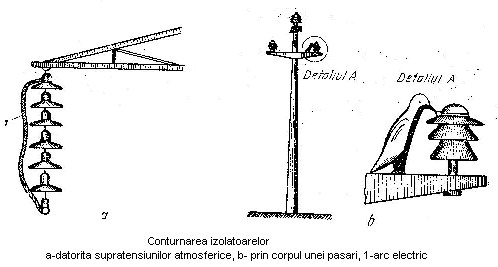 Detaliul A
Detaliul A
1
a
b
Conturnarea izolatoarelor
a-datorita supratensiunilor atmosferice, b- prin corpul unei pasari, 1-arc electric